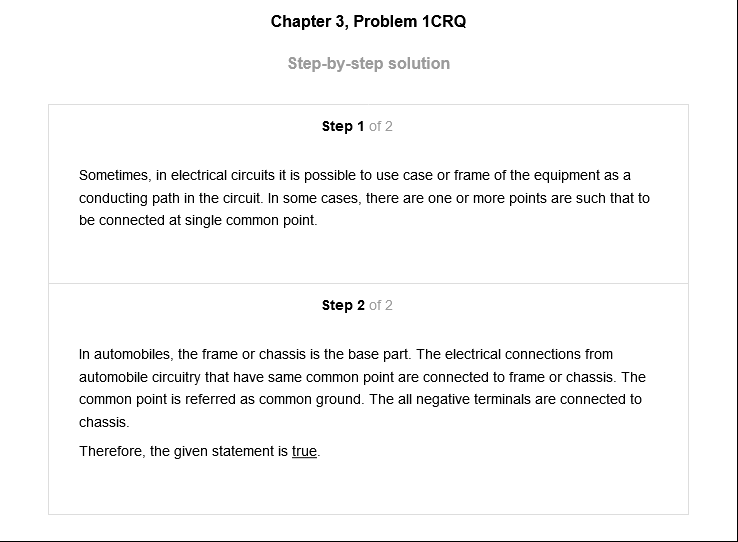 Chapter 3, Problem 1CRQ
Step-by-step solution
Step 1 of 2
Sometimes, in electrical circuits it is possible to use case or frame of the equipment as a
conducting path in the circuit. In some cases, there are one or more points are such that to
be connected at single common point.
Step 2 of 2
In automobiles, the frame or chassis is the base part. The electrical connections from
automobile circuitry that have same common point are connected to frame or chassis. The
common point is referred as common ground. The all negative terminals are connected to
chassis.
Therefore, the given statement is true.